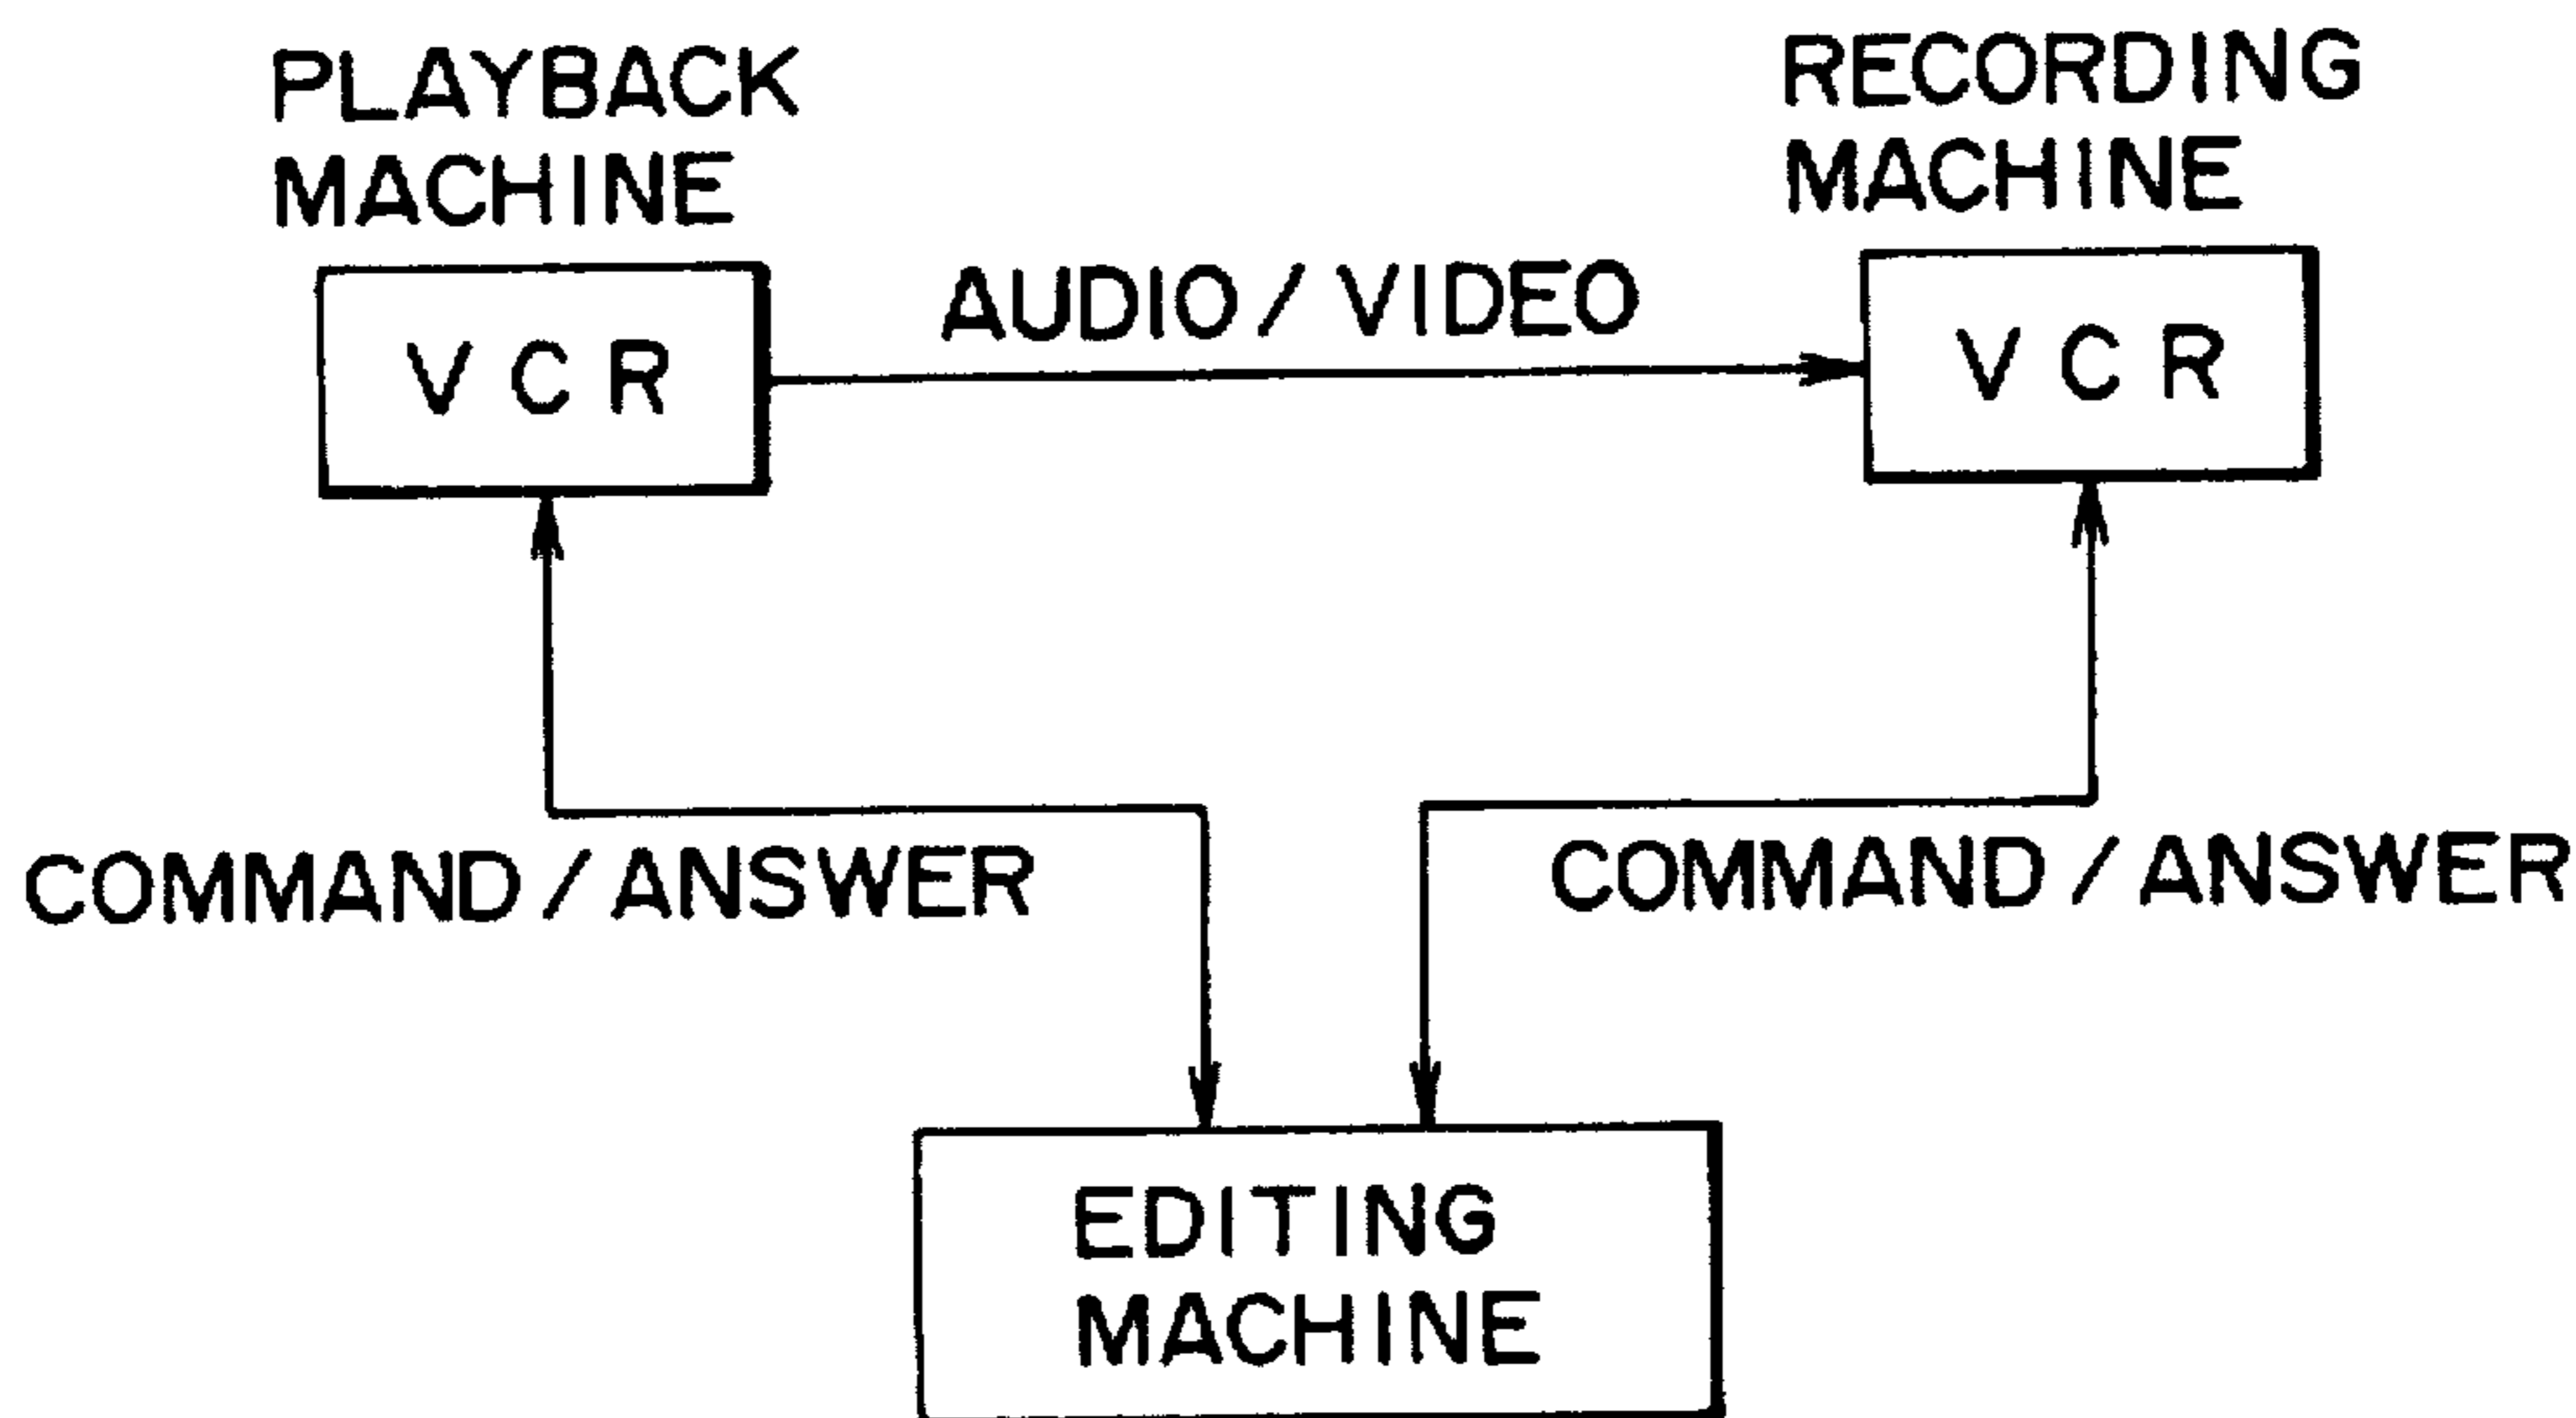 PLAYBACK
MACHINE
RECORDING
MACHINE
VCR
AUDIO/VIDEO
VCR
COMMAND/ANSWER
COMMAND/ANSWER
EDITING
MACHINE